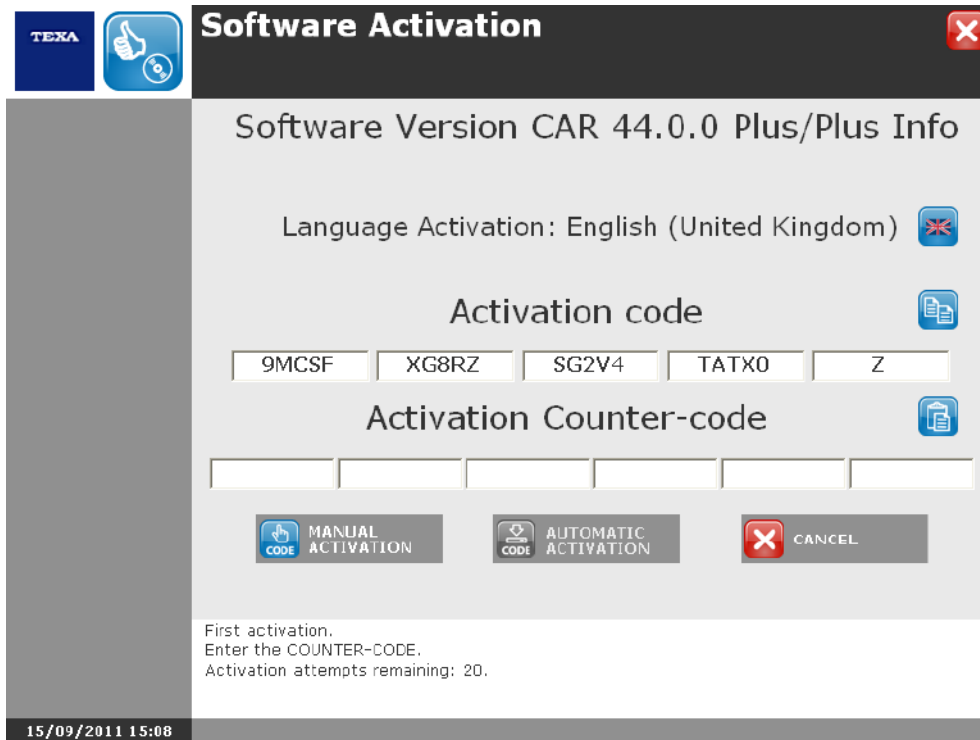 TEXA
Software Activation
Software Version CAR 44.0.0 Plus/Plus Info
Language Activation: English (United Kingdom)
Activation code
9MCSF XG8RZ SG2V4 TATX0 Z
Activation Counter-code
CODE MANUAL ACTIVATION
CODE AUTOMATIC ACTIVATION
CANCEL
First activation.
Enter the COUNTER-CODE.
Activation attempts remaining: 20.
15/09/2011 15:08